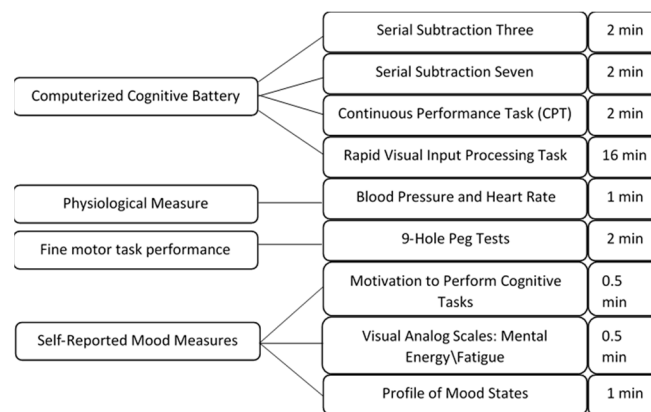 Serial Subtraction Three 2 min
Serial Subtraction Seven 2 min
Computerized Cognitive Battery
Continuous Performance Task (CPT) 2 min
Rapid Visual Input Processing Task 16 min
Physiological Measure
Blood Pressure and Heart Rate 1 min
Fine motor task performance
9-Hole Peg Tests 2 min
Motivation to Perform Cognitive
Tasks
0.5
min
Self-Reported Mood Measures
Visual Analog Scales: Mental
Energy\Fatigue
0.5
min
Profile of Mood States 1 min